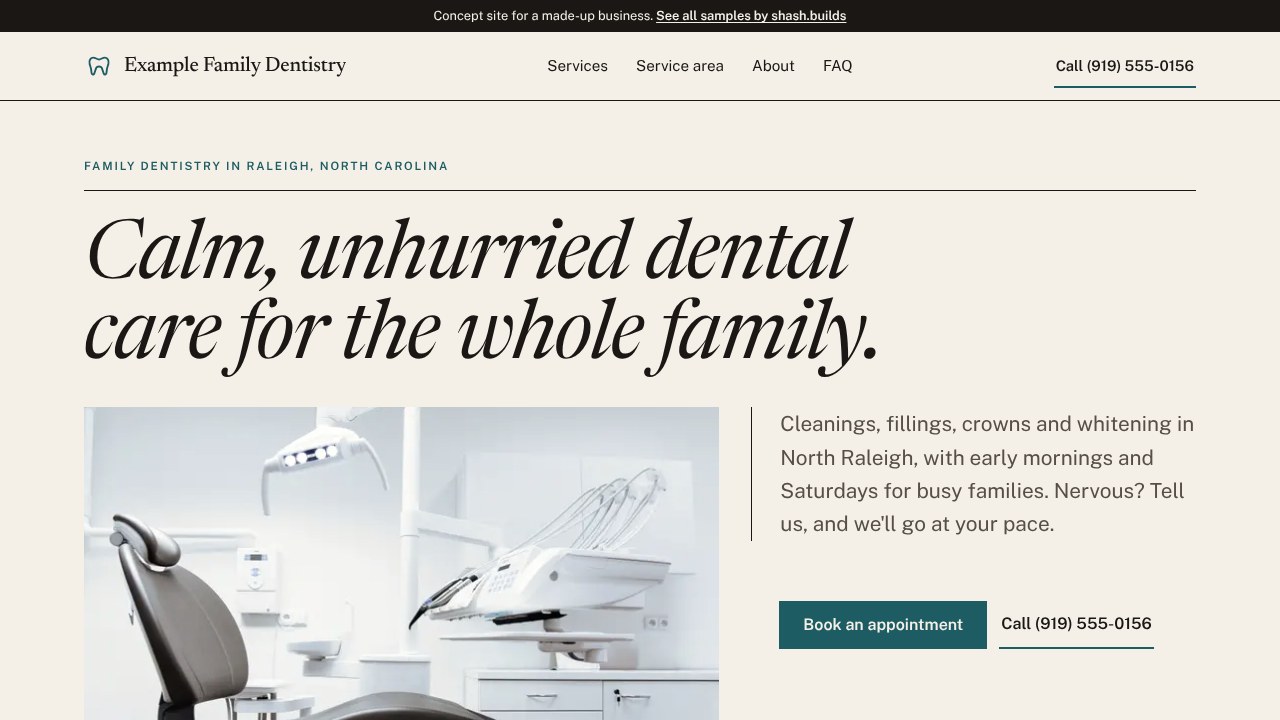 Concept site for a made-up business. See all samples by shash.builds
Example Family Dentistry
Services
Service area
About
FAQ
Call (919) 555-0156
FAMILY DENTISTRY IN RALEIGH, NORTH CAROLINA
Calm, unhurried dental
care for the whole family.
Cleanings, fillings, crowns and whitening in
North Raleigh, with early mornings and
Saturdays for busy families. Nervous? Tell
us, and we'll go at your pace.
Book an appointment
Call (919) 555-0156